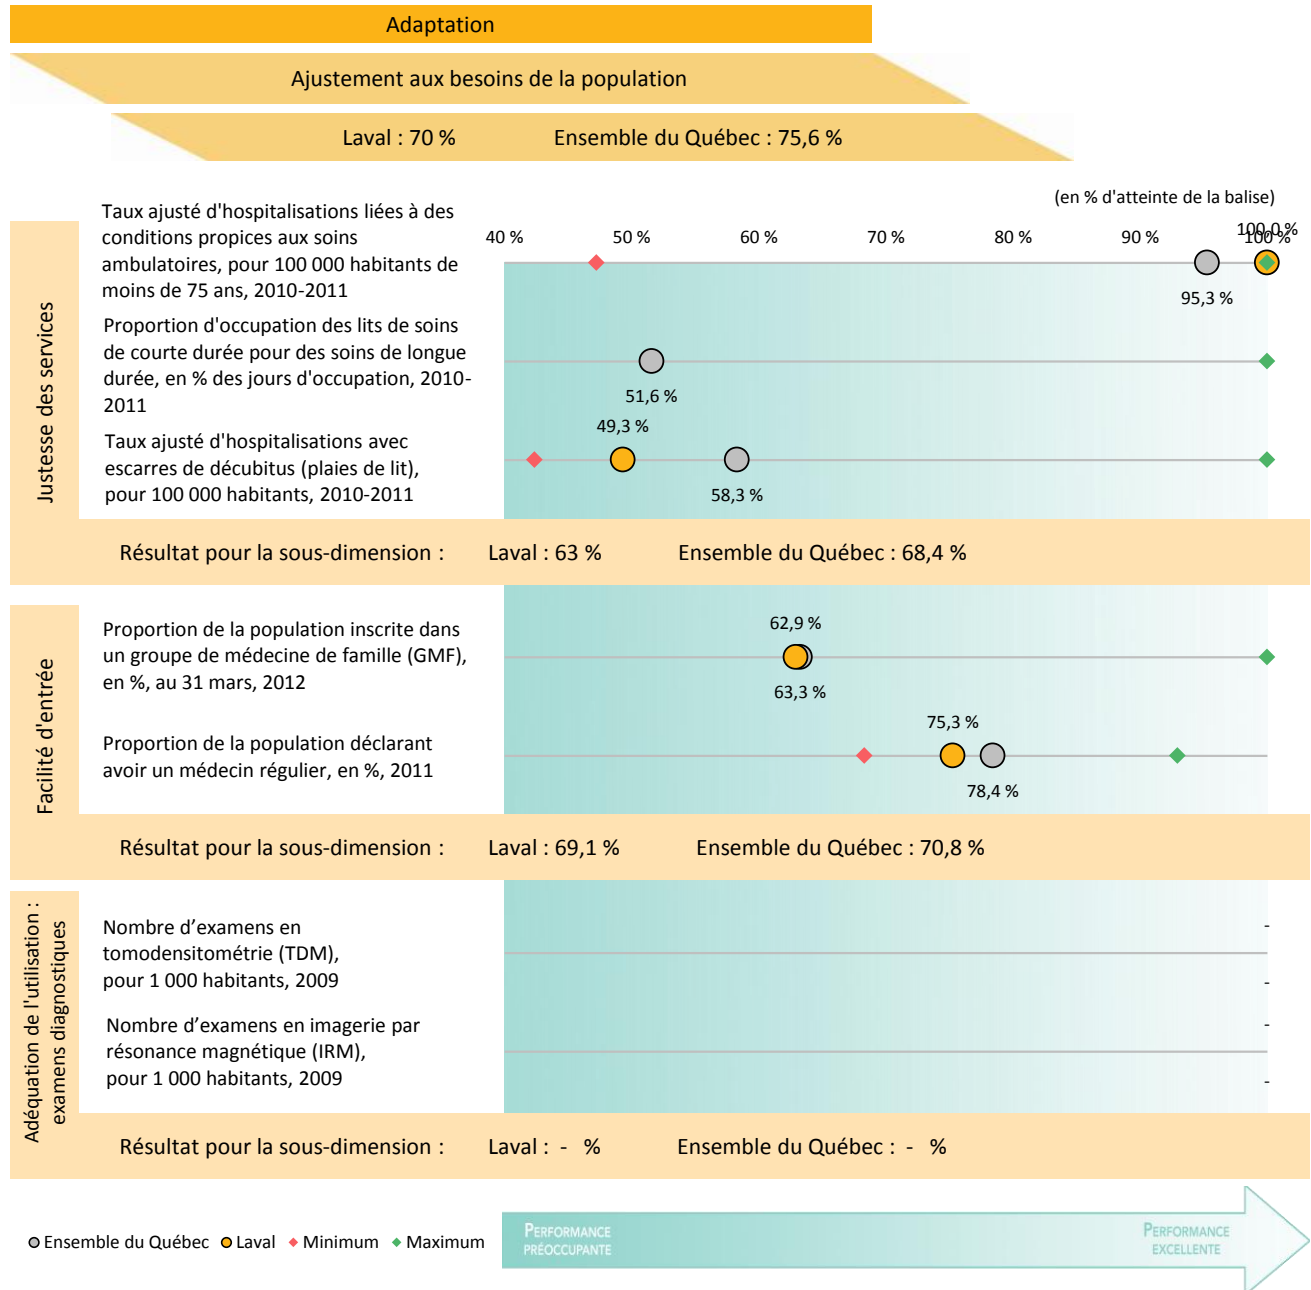 Adaptation
Ajustement aux besoins de la population
Laval : 70 % Ensemble du Québec : 75,6 %
(en % d'atteinte de la balise)
40 % 50 % 60 % 70 % 80 % 90 % 100%
100,0 %
Justesse des services
Taux ajusté d'hospitalisations liées à des
conditions propices aux soins
ambulatoires, pour 100 000 habitants de
moins de 75 ans, 2010-2011
95,3 %
Proportion d'occupation des lits de soins
de courte durée pour des soins de longue
durée, en % des jours d'occupation, 2010-
2011
51,6 %
Taux ajusté d'hospitalisations avec
escarres de décubitus (plaies de lit),
pour 100 000 habitants, 2010-2011
49,3 %
58,3 %
Résultat pour la sous-dimension : Laval : 63 % Ensemble du Québec : 68,4 %
Facilité d'entrée
Proportion de la population inscrite dans
un groupe de médecine de famille (GMF),
en %, au 31 mars, 2012
62,9 %
63,3 %
Proportion de la population déclarant
avoir un médecin régulier, en %, 2011
75,3 %
78,4 %
Résultat pour la sous-dimension : Laval : 69,1 % Ensemble du Québec : 70,8 %
Adéquation de l'utilisation :
examens diagnostiques
Nombre d’examens en
tomodensitométrie (TDM),
pour 1 000 habitants, 2009
-
-
Nombre d’examens en imagerie par
résonance magnétique (IRM),
pour 1 000 habitants, 2009
-
-
Résultat pour la sous-dimension : Laval : - % Ensemble du Québec : - %
Ensemble du Québec Laval Minimum Maximum
PERFORMANCE
PRÉOCCUPANTE
PERFORMANCE
EXCELLENTE